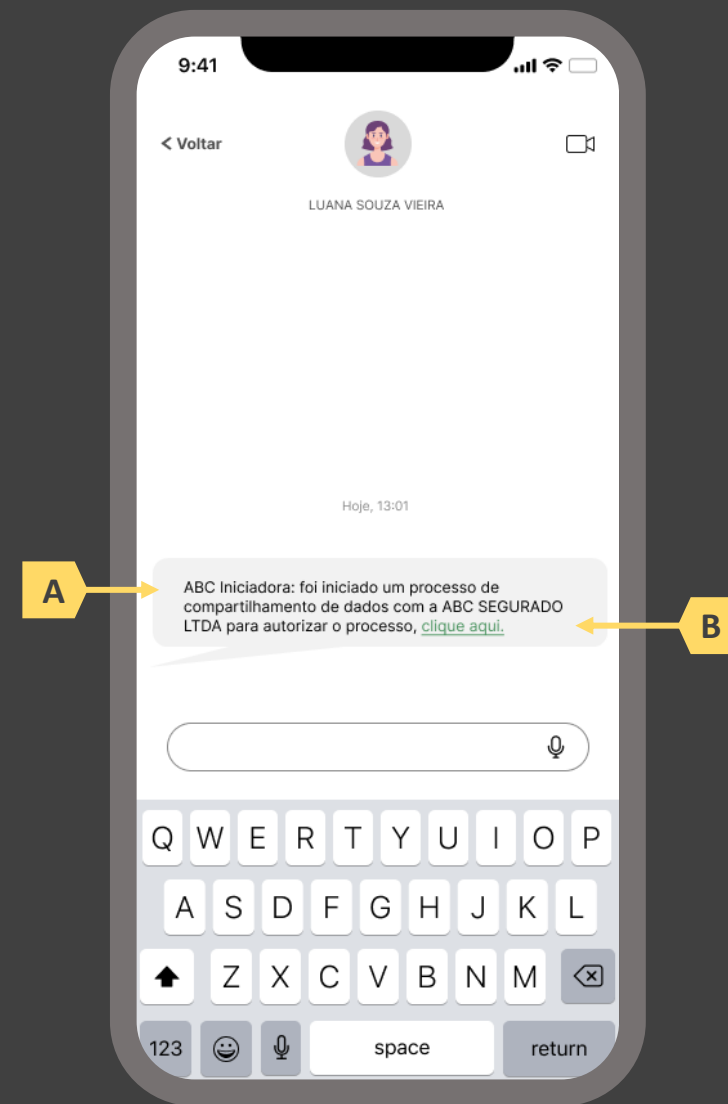 9:41
< Voltar
LUANA SOUZA VIEIRA
Hoje, 13:01
A
ABC Iniciadora: foi iniciado um processo de
compartilhamento de dados com a ABC SEGURADO
LTDA para autorizar o processo, clique aqui.
B
Q W E R T Y U I O P
A S D F G H J K L
Z X C V B N M
123 space return